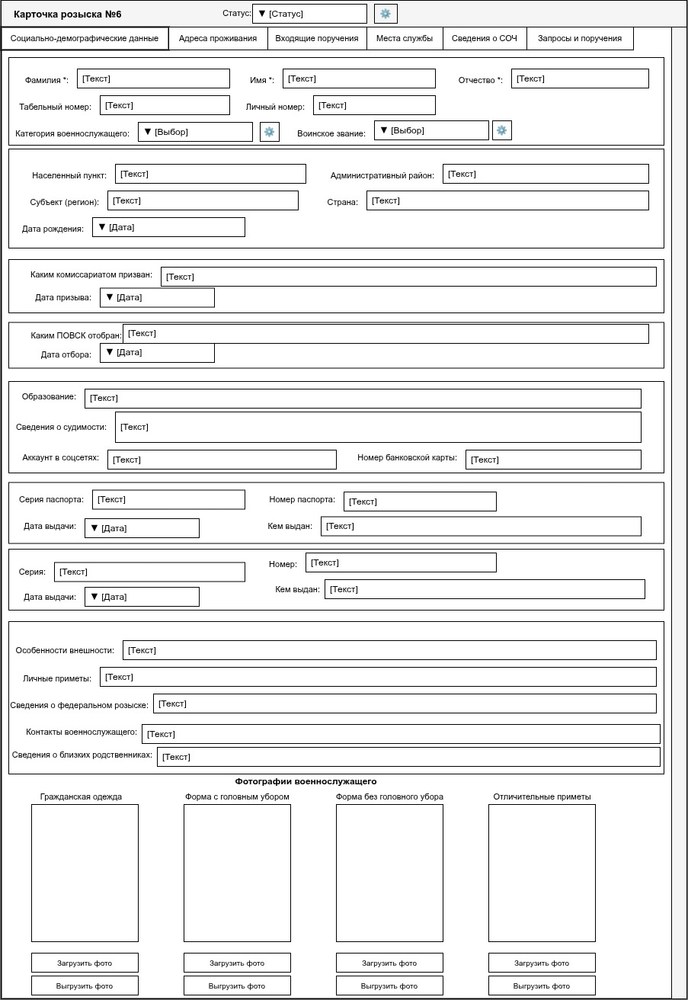 Карточка розыска №6 Статус: ▼ [Статус]
Социально-демографические данные Адреса проживания Входящие поручения Места службы Сведения о СОЧ Запросы и поручения
Фамилия *: [Текст] Имя *: [Текст] Отчество *: [Текст]
Табельный номер: [Текст] Личный номер: [Текст]
Категория военнослужащего: ▼ [Выбор] Воинское звание: ▼ [Выбор]
Населенный пункт: [Текст] Административный район: [Текст]
Субъект (регион): [Текст] Страна: [Текст]
Дата рождения: ▼ [Дата]
Каким комиссариатом призван: [Текст]
Дата призыва: ▼ [Дата]
Каким ПОВСК отобран: [Текст]
Дата отбора: ▼ [Дата]
Образование: [Текст]
Сведения о судимости: [Текст]
Аккаунт в соцсетях: [Текст] Номер банковской карты: [Текст]
Серия паспорта: [Текст] Номер паспорта: [Текст]
Дата выдачи: ▼ [Дата] Кем выдан: [Текст]
Серия: [Текст] Номер: [Текст]
Дата выдачи: ▼ [Дата] Кем выдан: [Текст]
Особенности внешности: [Текст]
Личные приметы: [Текст]
Сведения о федеральном розыске: [Текст]
Контакты военнослужащего: [Текст]
Сведения о близких родственниках: [Текст]
Фотографии военнослужащего
Гражданская одежда Форма с головным убором Форма без головного убора Отличительные приметы
Загрузить фото Загрузить фото Загрузить фото Загрузить фото
Выгрузить фото Выгрузить фото Выгрузить фото Выгрузить фото